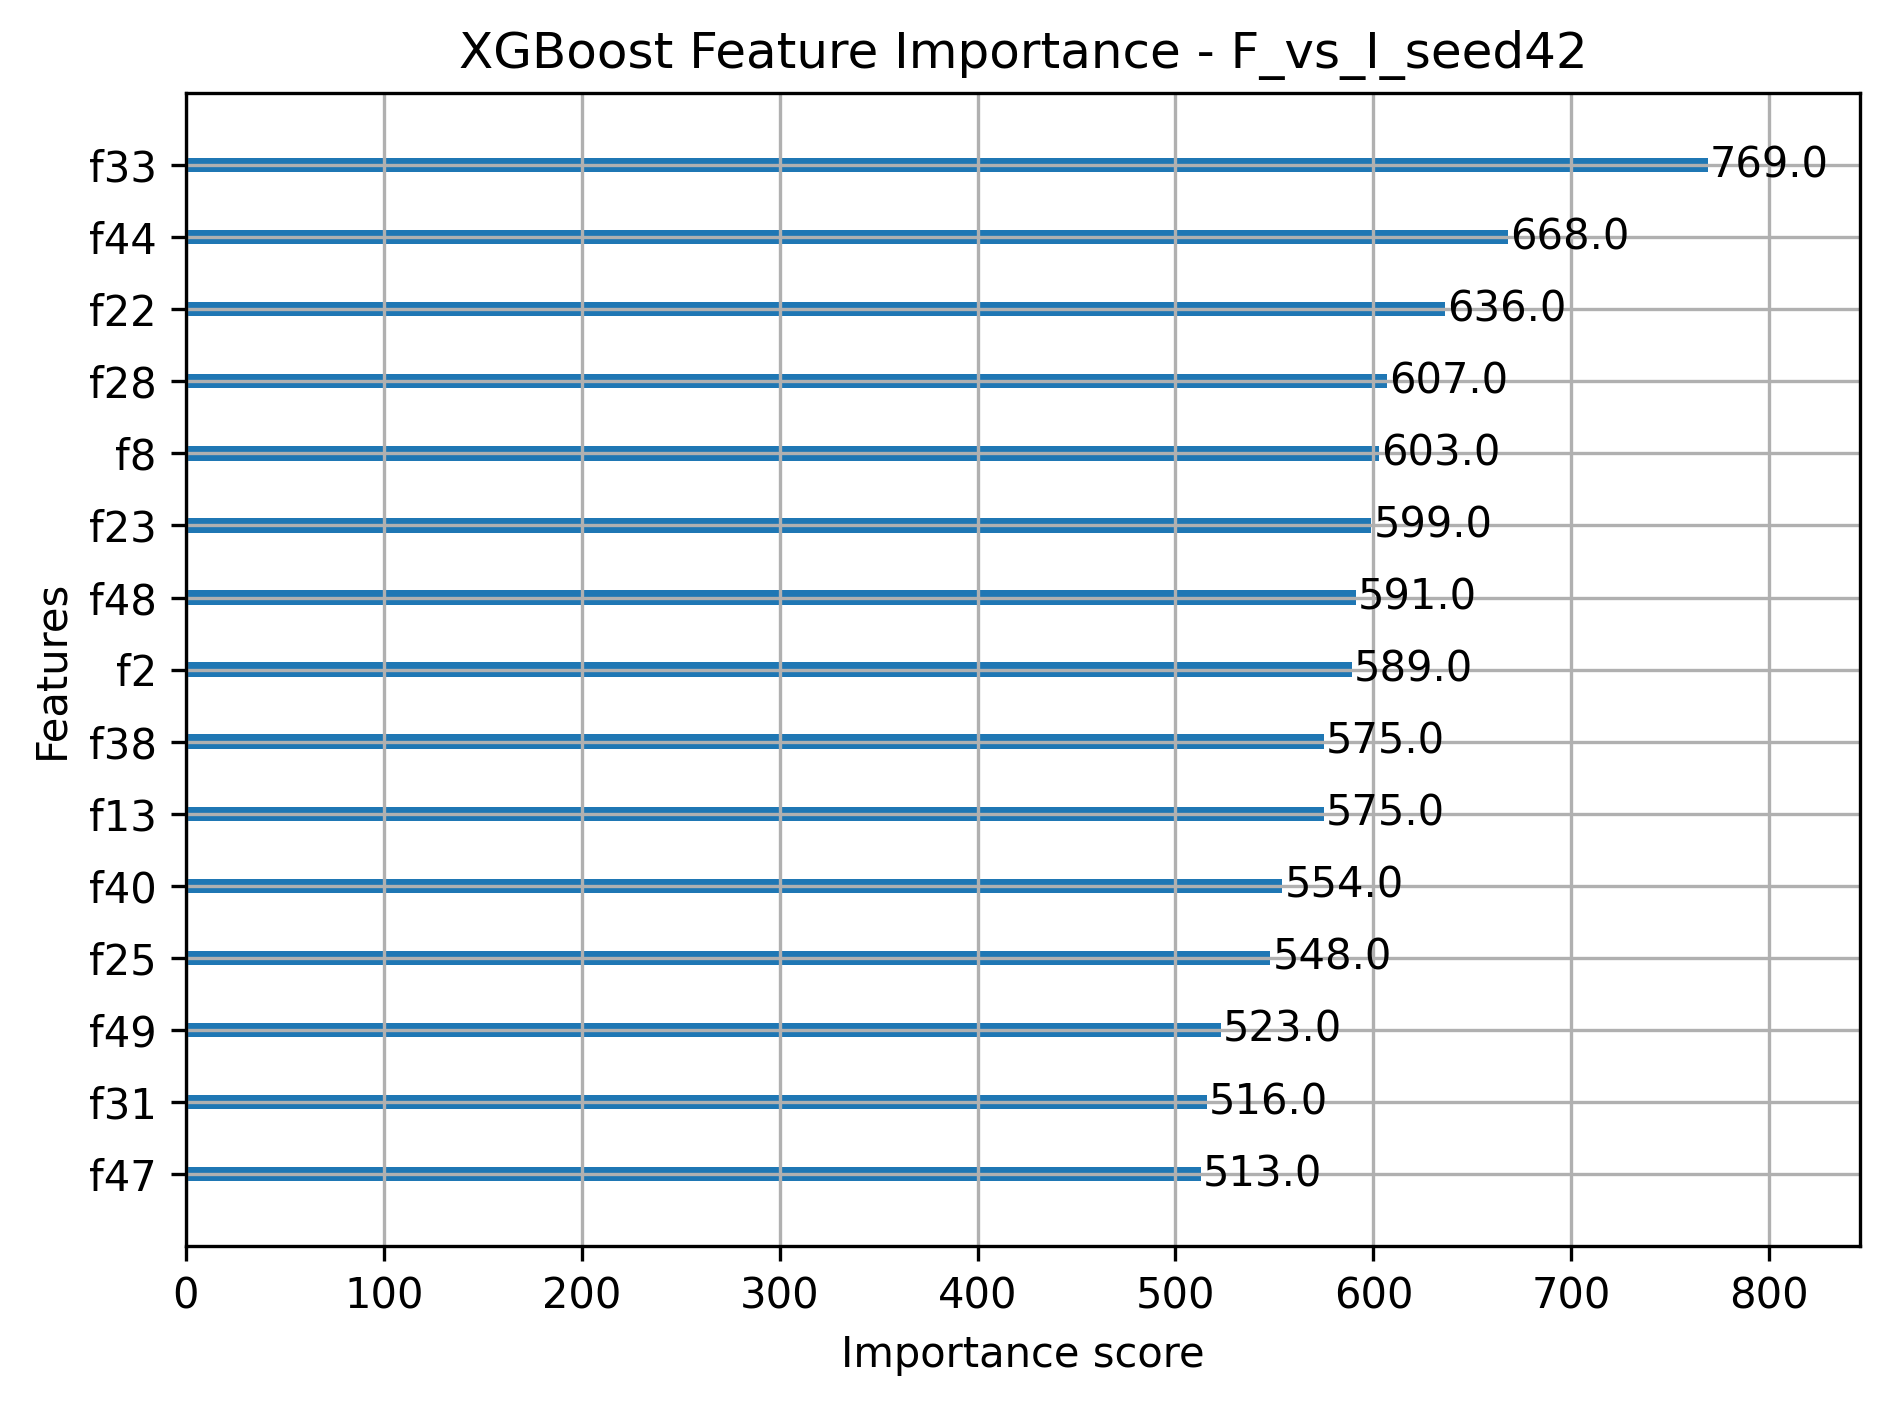 XGBoost Feature Importance - F_vs_I_seed42
f33 769.0
f44 668.0
f22 636.0
f28 607.0
f8 603.0
f23 599.0
f48 591.0
f2 589.0
f38 575.0
f13 575.0
f40 554.0
f25 548.0
f49 523.0
f31 516.0
f47 513.0
Features
0 100 200 300 400 500 600 700 800
Importance score